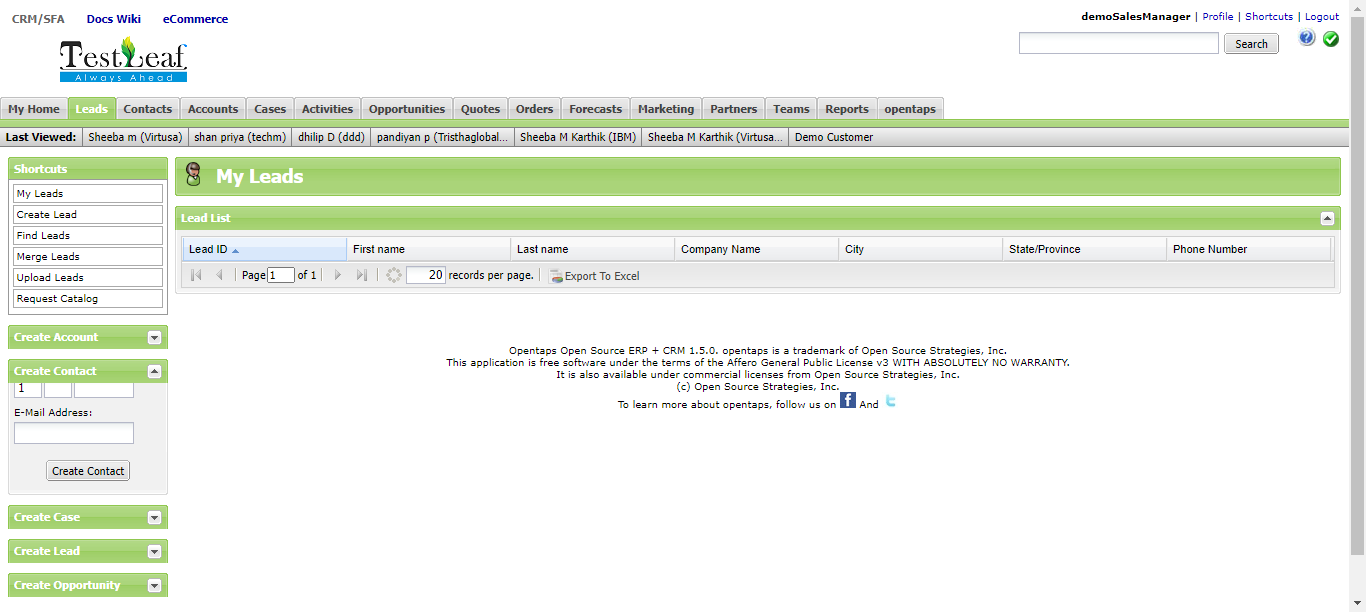 CRM/SFA Docs Wiki eCommerce
demoSalesManager | Profile | Shortcuts | Logout
Search
TestLeaf
Always Ahead
My Home Leads Contacts Accounts Cases Activities Opportunities Quotes Orders Forecasts Marketing Partners Teams Reports opentaps
Last Viewed: Sheeba m (Virtusa) shan priya (techm) dhilip D (ddd) pandiyan p (Tristhaglobal... Sheeba M Karthik (IBM) Sheeba M Karthik (Virtusa... Demo Customer
Shortcuts
My Leads
Create Lead
Find Leads
Merge Leads
Upload Leads
Request Catalog
Create Account
Create Contact
1
E-Mail Address:
Create Contact
Create Case
Create Lead
Create Opportunity
My Leads
Lead List
Lead ID First name Last name Company Name City State/Province Phone Number
Page 1 of 1 20 records per page. Export To Excel
Opentaps Open Source ERP + CRM 1.5.0. opentaps is a trademark of Open Source Strategies, Inc.
This application is free software under the terms of the Affero General Public License v3 WITH ABSOLUTELY NO WARRANTY.
It is also available under commercial licenses from Open Source Strategies, Inc.
(c) Open Source Strategies, Inc.
To learn more about opentaps, follow us on f And t